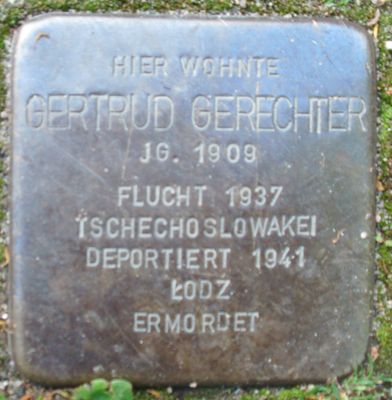 HIER WOHNTE
GERTRUD GERECHTER
JG. 1909
FLUCHT 1937
TSCHECHOSLOWAKEI
DEPORTIERT 1941
ŁODZ
ERMORDET